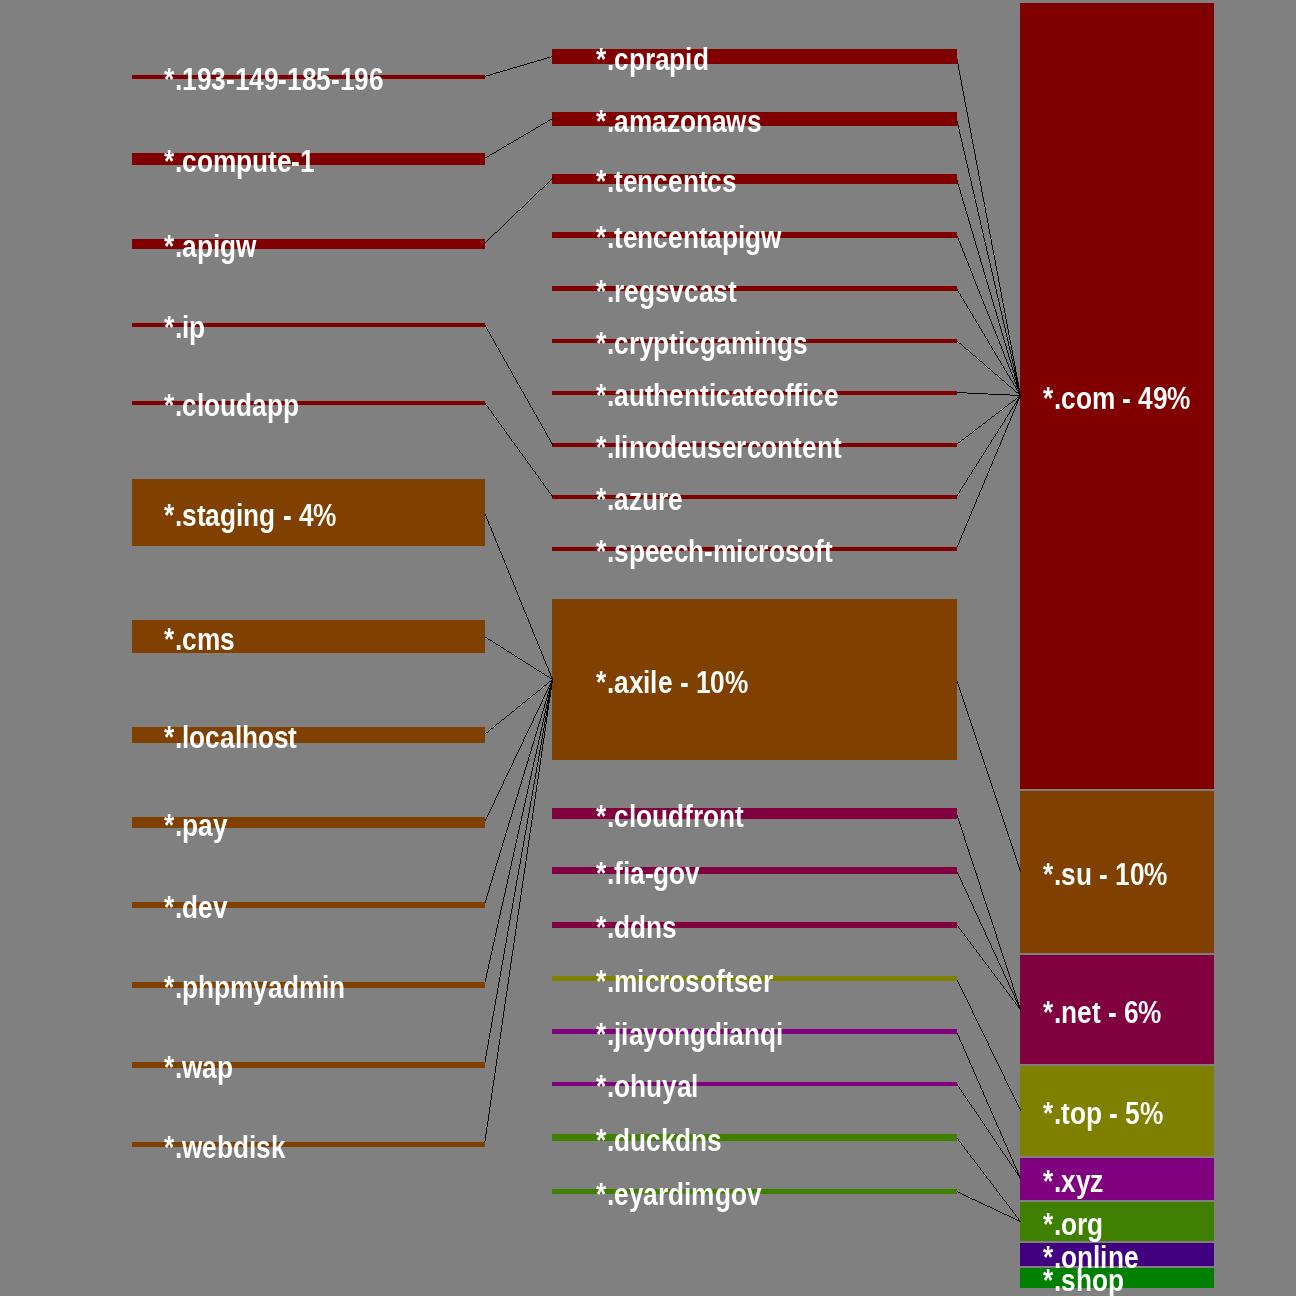 *.193-149-185-196
*.compute-1
*.apigw
*.ip
*.cloudapp
*.staging - 4%
*.cms
*.localhost
*.pay
*.dev
*.phpmyadmin
*.wap
*.webdisk
*.cprapid
*.amazonaws
*.tencentcs
*.tencentapigw
*.regsvcast
*.crypticgamings
*.authenticateoffice
*.linodeusercontent
*.azure
*.speech-microsoft
*.axile - 10%
*.cloudfront
*.fia-gov
*.ddns
*.microsoftser
*.jiayongdianqi
*.ohuyal
*.duckdns
*.eyardimgov
*.com - 49%
*.su - 10%
*.net - 6%
*.top - 5%
*.xyz
*.org
*.online
*.shop